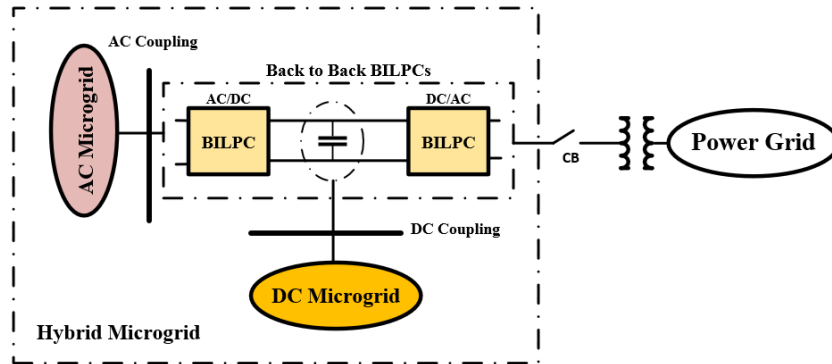 AC Coupling
Back to Back BILPCs
AC Microgrid
AC/DC
BILPC
DC/AC
BILPC
CB
Power Grid
DC Coupling
DC Microgrid
Hybrid Microgrid